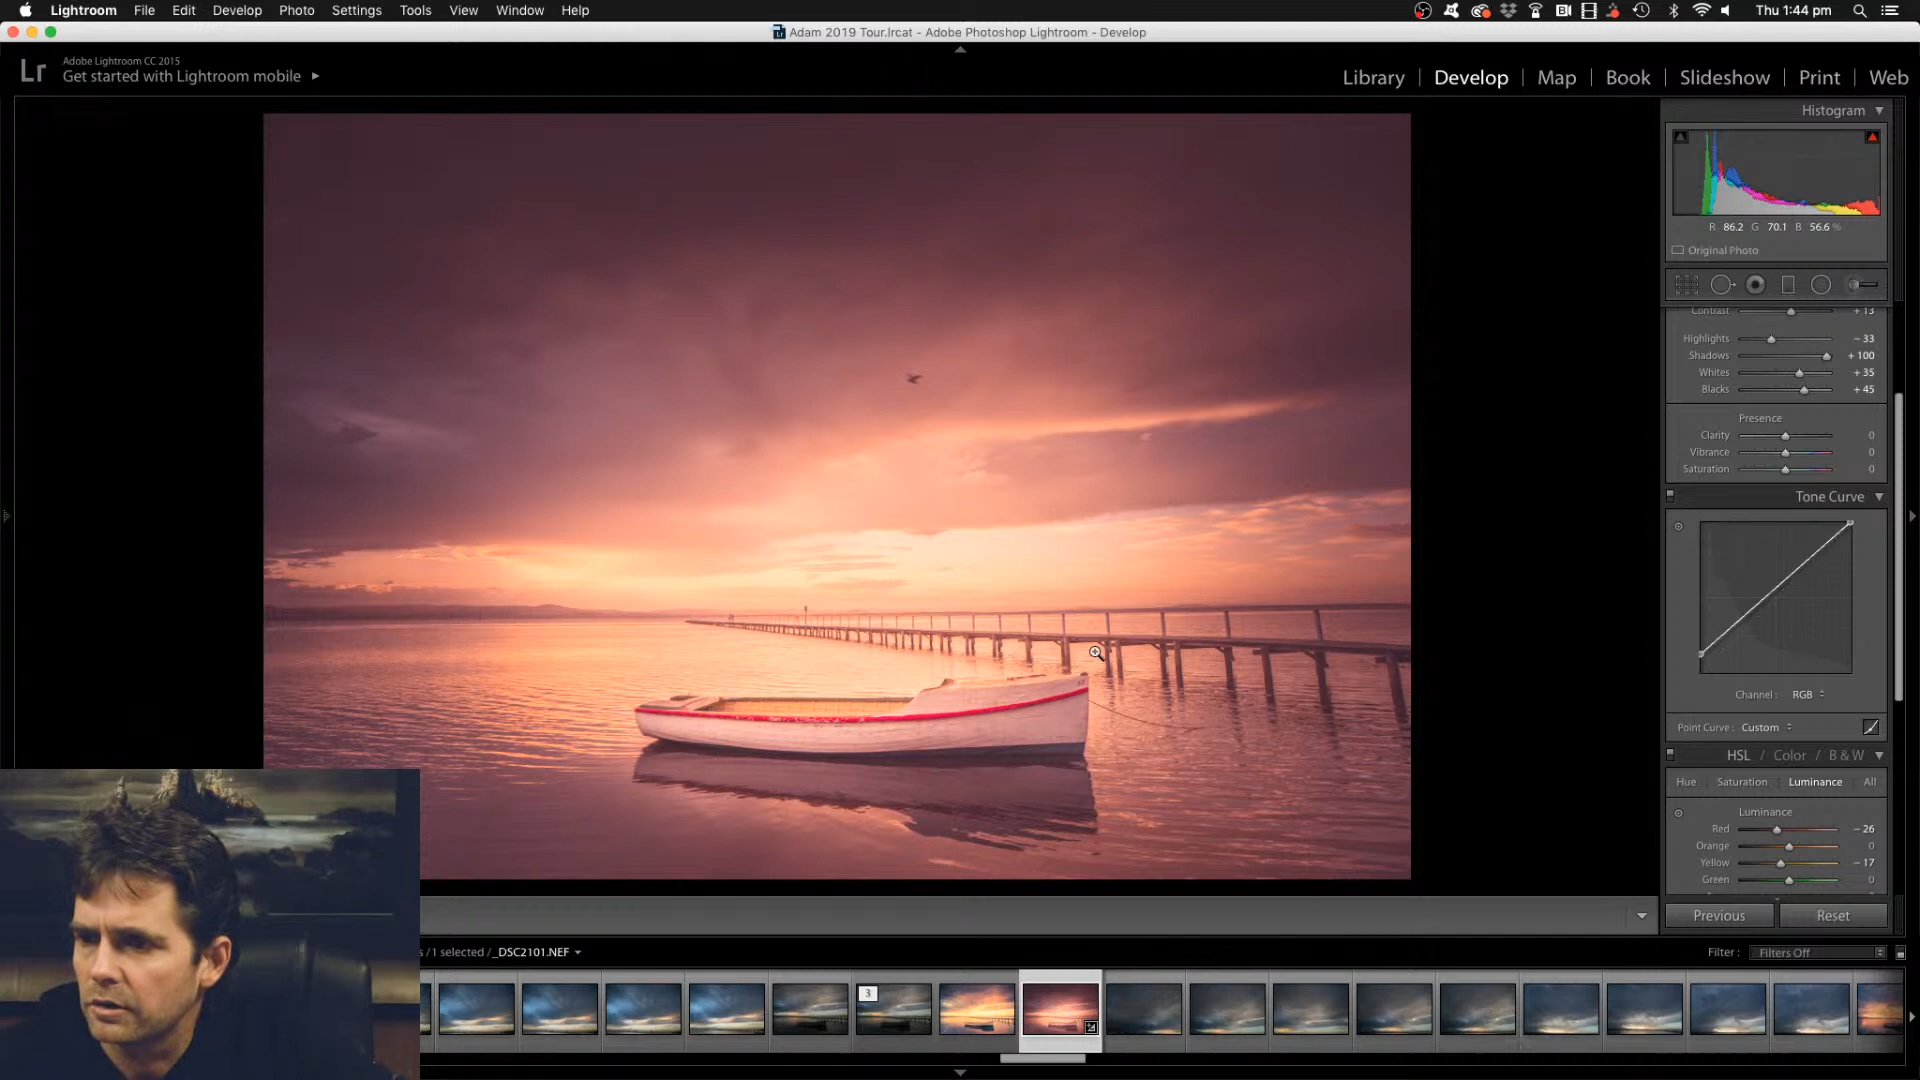 Lightroom File Edit Develop Photo Settings Tools View Window Help Thu 1:44 pm
Adam 2019 Tour.lrcat - Adobe Photoshop Lightroom - Develop
Lr
Adobe Lightroom CC 2015
Get started with Lightroom mobile
Library | Develop | Map | Book | Slideshow | Print | Web
Histogram
R 86.2 G 70.1 B 56.6 %
Original Photo
Contrast + 13
Highlights - 33
Shadows + 100
Whites + 35
Blacks + 45
Presence
Clarity 0
Vibrance 0
Saturation 0
Tone Curve
Channel : RGB
Point Curve : Custom
HSL / Color / B & W
Hue Saturation Luminance All
Luminance
Red - 26
Orange 0
Yellow - 17
Green 0
Previous Reset
s / 1 selected / _DSC2101.NEF
Filter : Filters Off
3